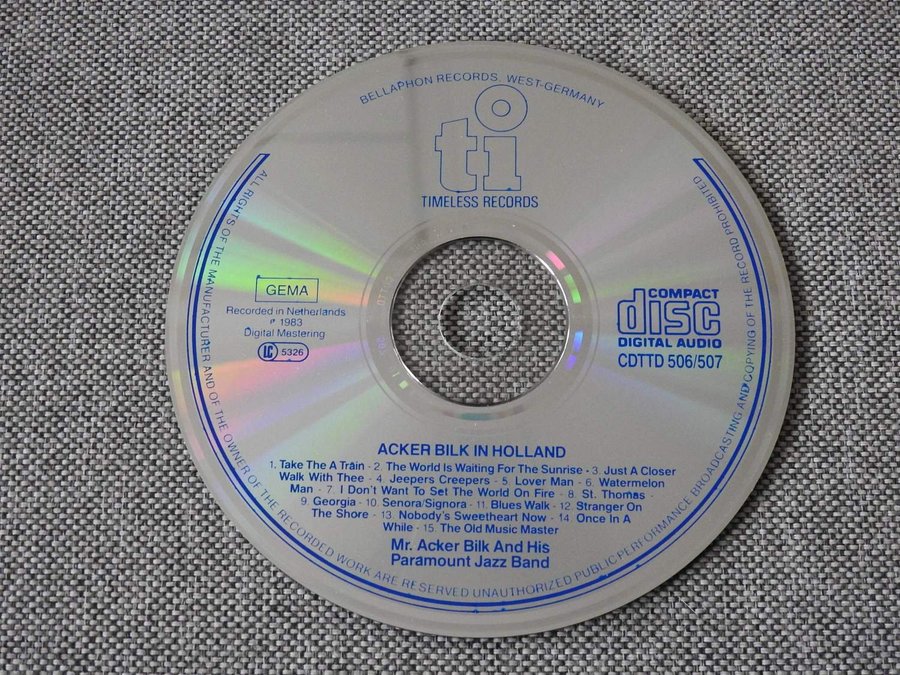 BELLAPHON RECORDS, WEST-GERMANY
ti
TIMELESS RECORDS
ALL RIGHTS OF THE MANUFACTURER AND OF THE OWNER OF THE RECORDED WORK ARE RESERVED UNAUTHORIZED PUBLIC PERFORMANCE BROADCASTING AND COPYING OF THE RECORD PROHIBITED
GEMA
Recorded in Netherlands
℗ 1983
Digital Mastering
LC 5326
COMPACT
disc
DIGITAL AUDIO
CDTTD 506/507
ACKER BILK IN HOLLAND
1. Take The A Train · 2 The World Is Waiting For The Sunrise · 3. Just A Closer
Walk With Thee · 4 Jeepers Creepers · 5 Lover Man · 6. Watermelon
Man · 7. I Don't Want To Set The World On Fire · 8 St. Thomas ·
9 Georgia · 10. Senora/Signora · 11. Blues Walk · 12. Stranger On
The Shore · 13. Nobody's Sweetheart Now · 14 Once In A
While · 15. The Old Music Master
Mr. Acker Bilk And His
Paramount Jazz Band